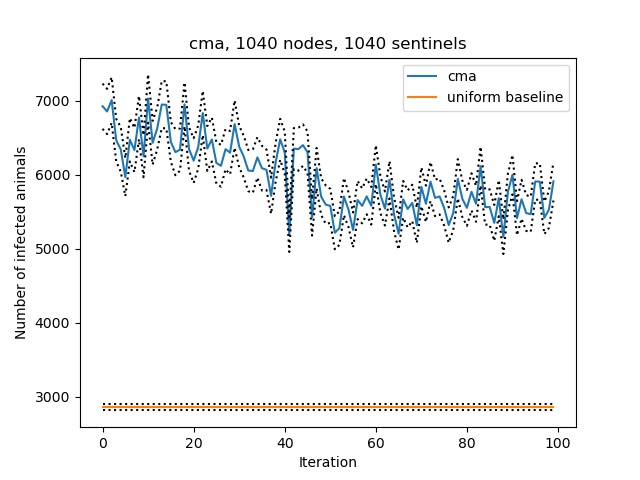 cma, 1040 nodes, 1040 sentinels
cma
uniform baseline
Number of infected animals
7000
6000
5000
4000
3000
0 20 40 60 80 100
Iteration